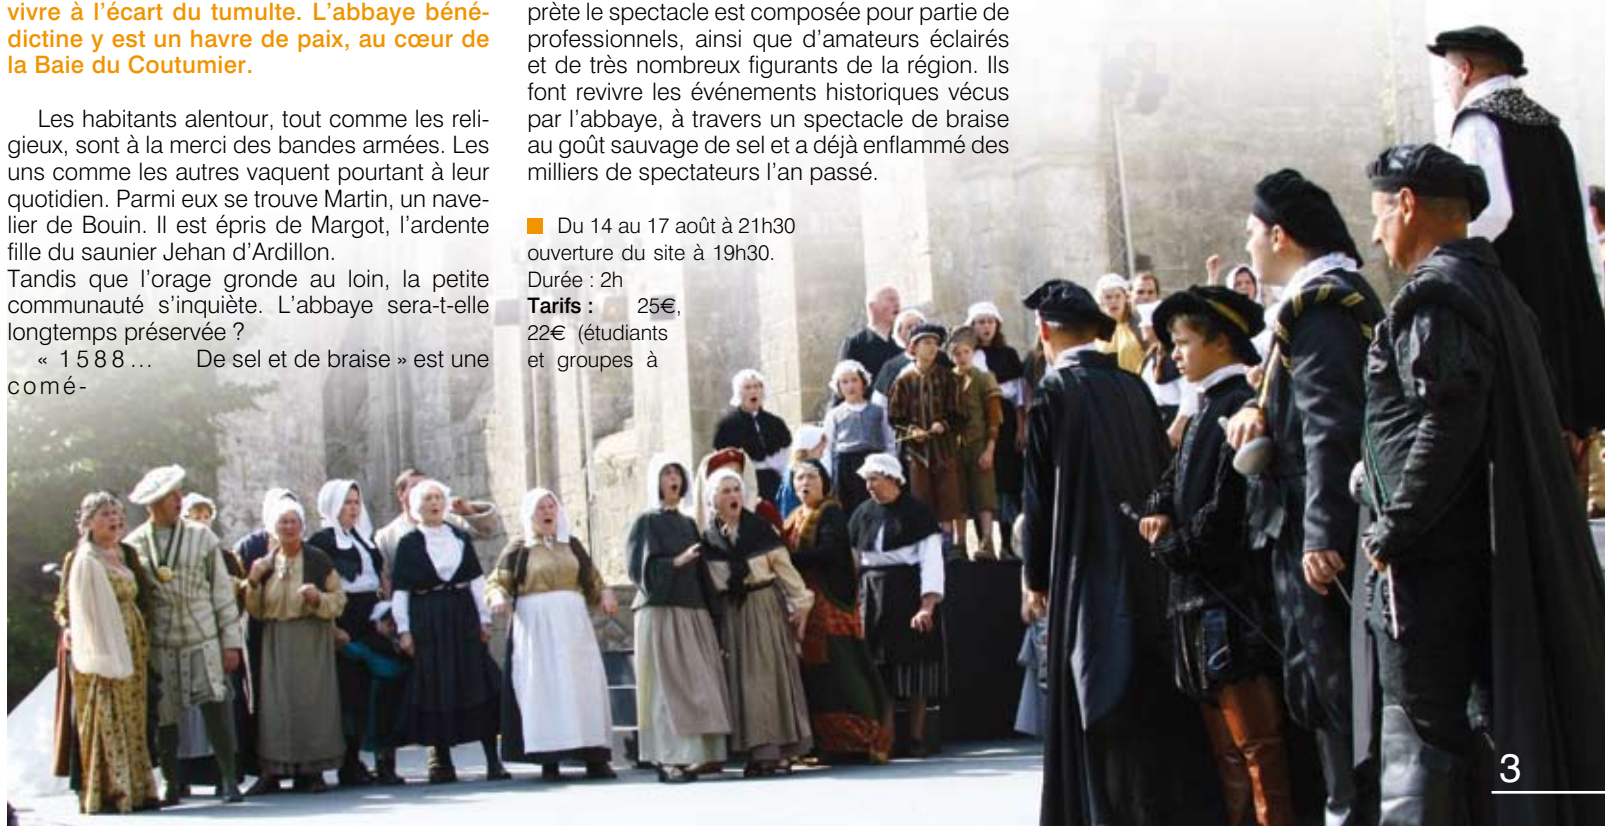 vivre à l'écart du tumulte. L'abbaye béné-
dictine y est un havre de paix, au cœur de
la Baie du Coutumier.
Les habitants alentour, tout comme les reli-
gieux, sont à la merci des bandes armées. Les
uns comme les autres vaquent pourtant à leur
quotidien. Parmi eux se trouve Martin, un nave-
lier de Bouin. Il est épris de Margot, l'ardente
fille du saunier Jehan d'Ardillon.
Tandis que l'orage gronde au loin, la petite
communauté s'inquiète. L'abbaye sera-t-elle
longtemps préservée ?
« 1588... De sel et de braise » est une
comé-
prète le spectacle est composée pour partie de
professionnels, ainsi que d'amateurs éclairés
et de très nombreux figurants de la région. Ils
font revivre les événements historiques vécus
par l'abbaye, à travers un spectacle de braise
au goût sauvage de sel et a déjà enflammé des
milliers de spectateurs l'an passé.
Du 14 au 17 août à 21h30
ouverture du site à 19h30.
Durée : 2h
Tarifs : 25€,
22€ (étudiants
et groupes à
3